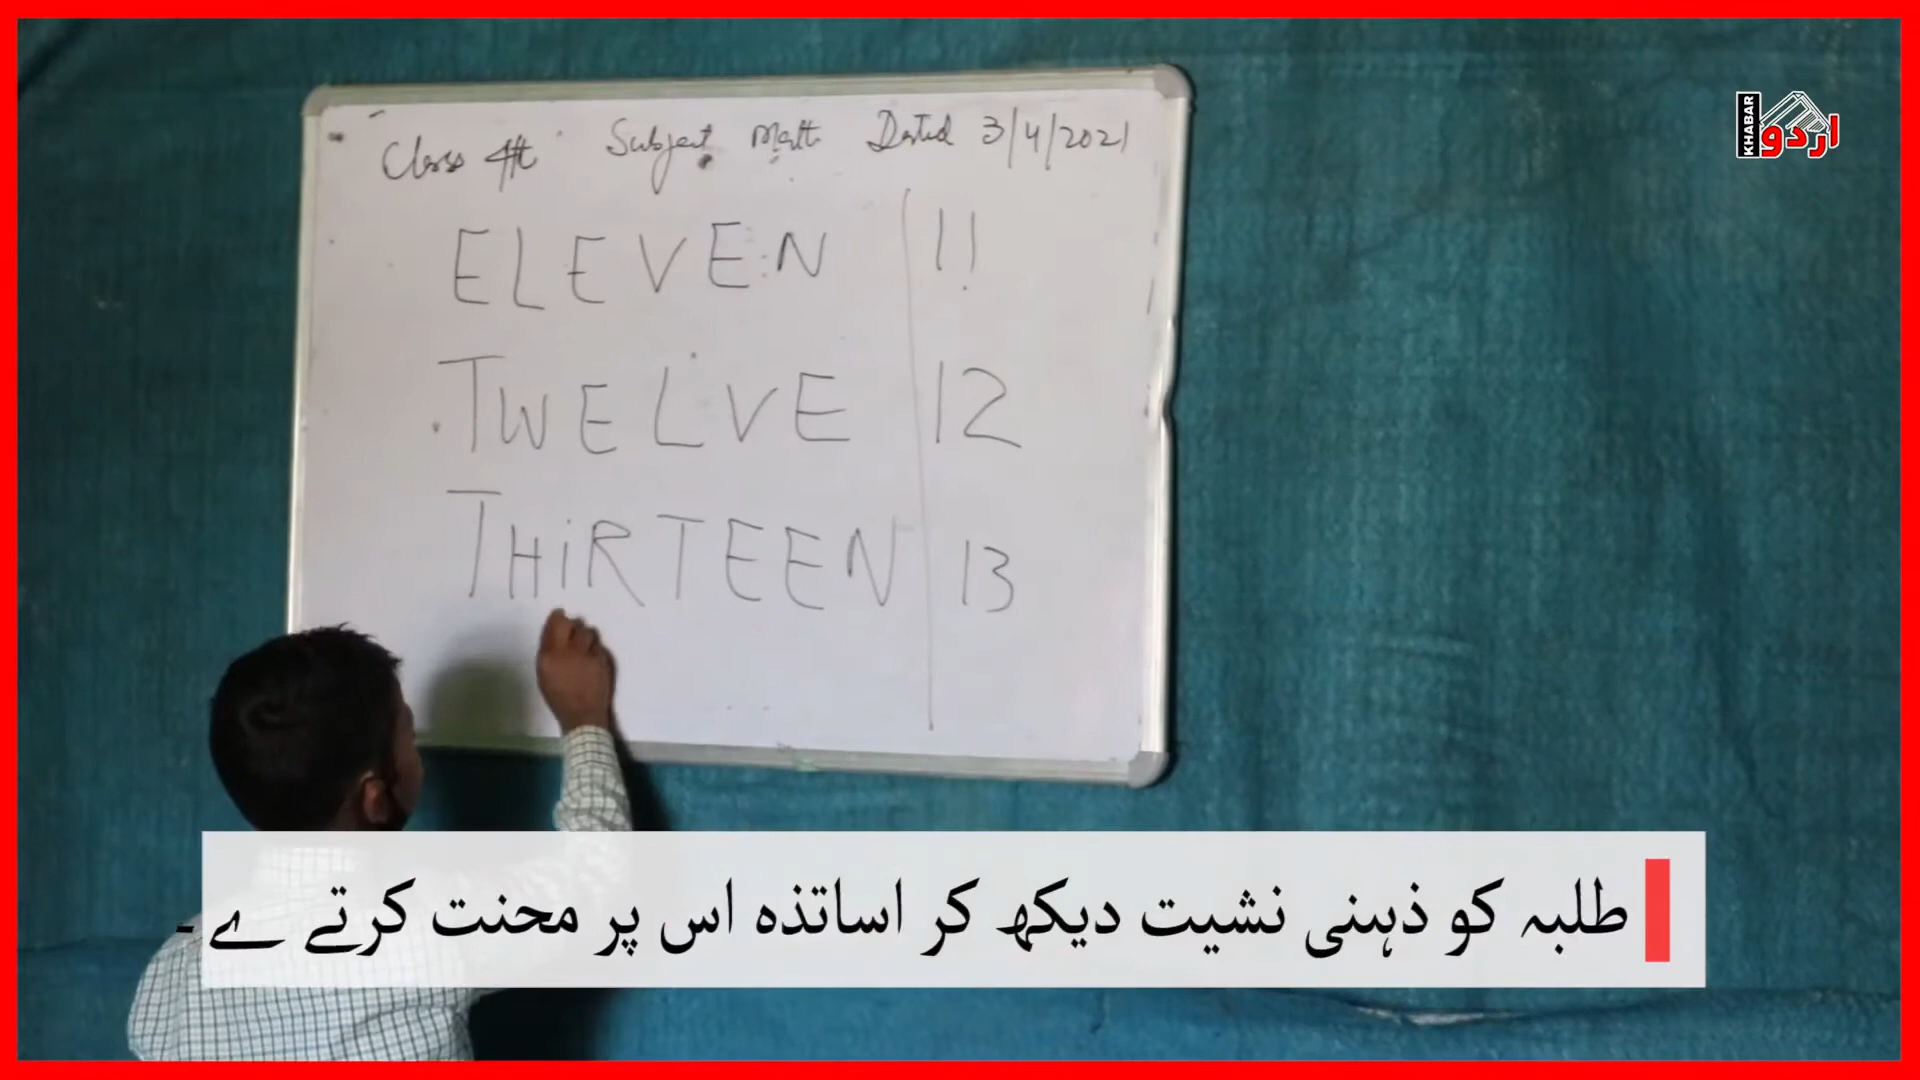 KHABAR اردو
Class 4th Subject Math Dated 3/4/2021
ELEVEN 11
TWELVE 12
THiRTEEN 13
طلبہ کو ذہنی نشیت دیکھ کر اساتذہ اس پر محنت کرتے ے ۔